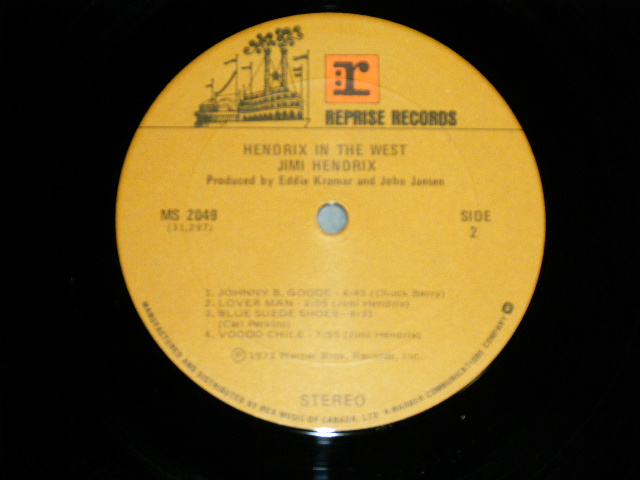 r:
REPRISE RECORDS
HENDRIX IN THE WEST
JIMI HENDRIX
Produced by Eddie Kramer and John Jansen
MS 2049
(31,297)
SIDE
2
1. JOHNNY B. GOODE - 4:45 (Chuck Berry)
2. LOVER MAN - 3:05 (Jimi Hendrix)
3. BLUE SUEDE SHOES - 4:21
(Carl Perkins)
4. VOODO CHILE - 7:55 (Jimi Hendrix)
℗ 1972 Warner Bros. Records, Inc.
STEREO
MANUFACTURED AND DISTRIBUTED BY WEA MUSIC OF CANADA, LTD. A WARNER COMMUNICATIONS COMPANY